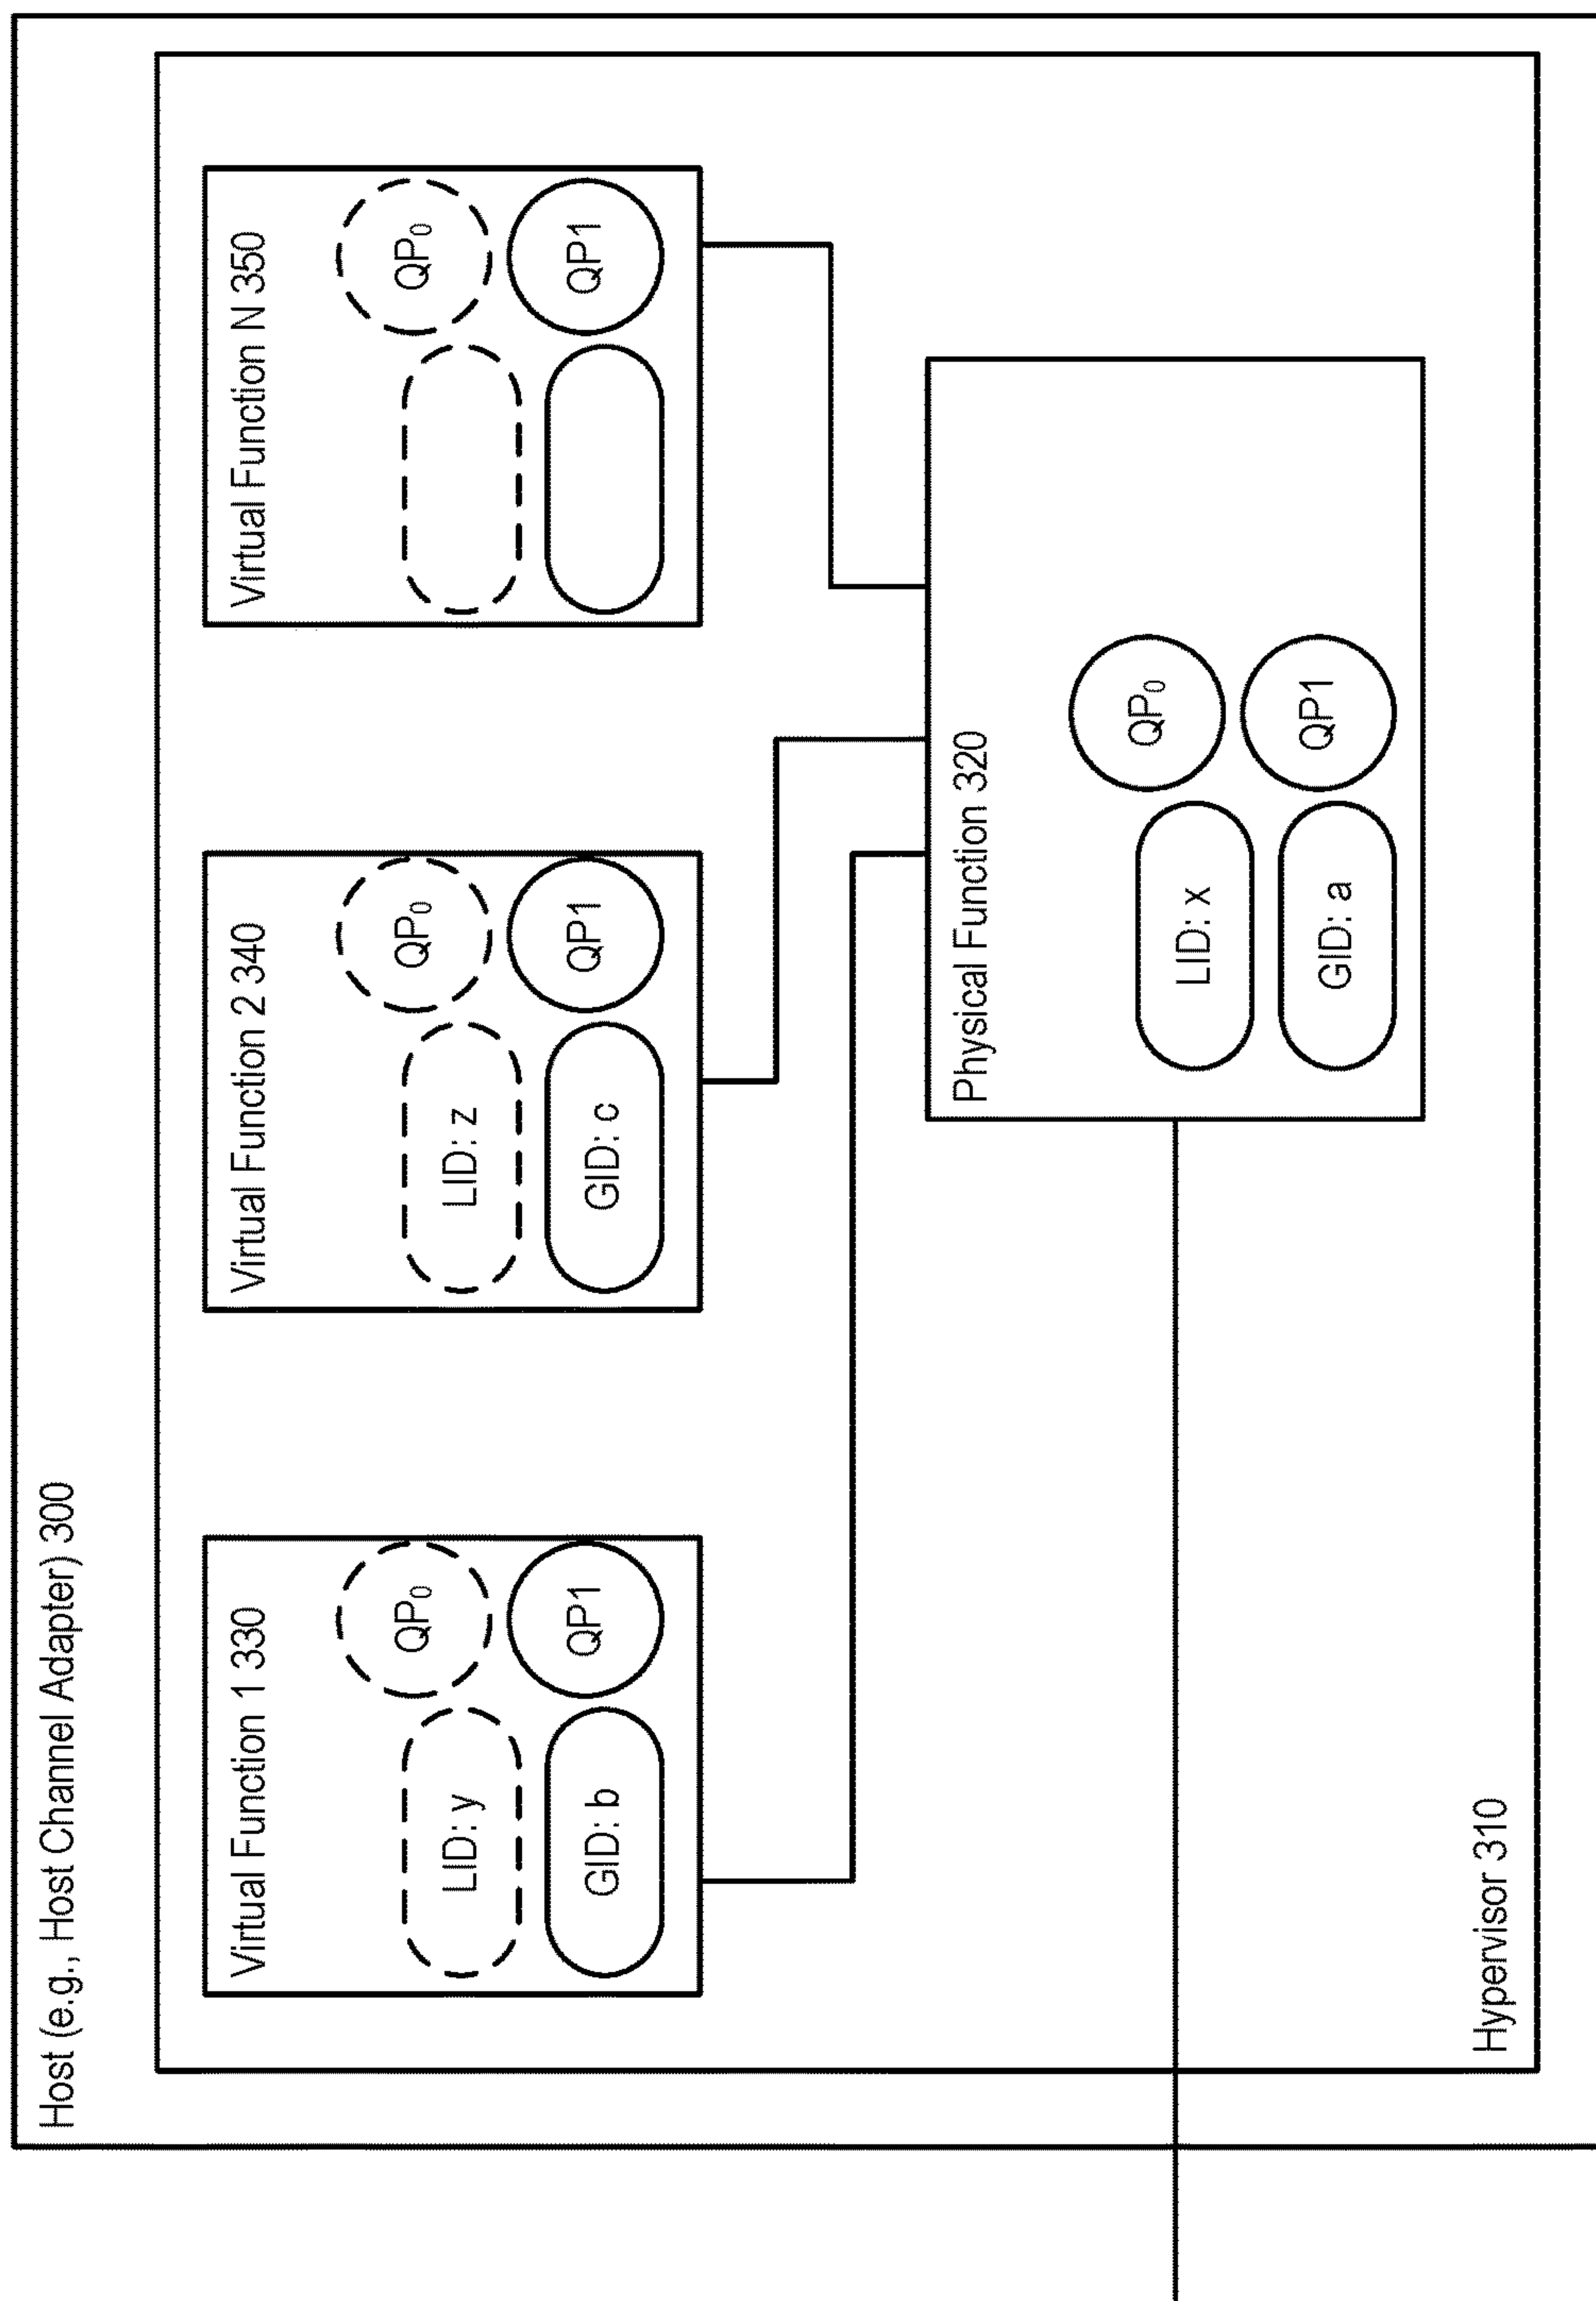 Host (e.g., Host Channel Adapter) 300
Virtual Function 1 330
QP₀
LID: y
QP1
GID: b
Virtual Function 2 340
QP₀
LID: z
QP1
GID: c
Virtual Function N 350
QP₀
QP1
Physical Function 320
QP₀
LID: x
QP1
GID: a
Hypervisor 310